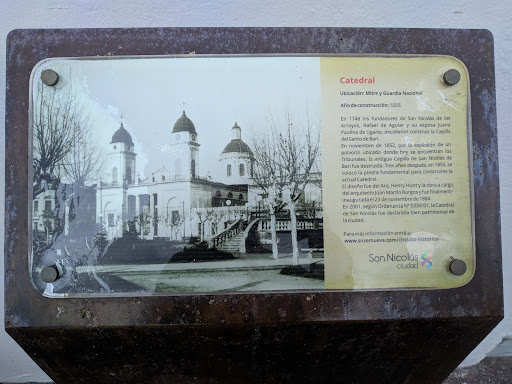 Catedral
Ubicación: Mitre y Guardia Nacional
Año de construcción: 1855
En 1748 los fundadores de San Nicolás de los
Arroyos, Rafael de Aguiar y su esposa Juana
Paulina de Ugarte, decidieron construir la Capilla
del Santo de Bari.
En noviembre de 1852, por la explosión de un
polvorín ubicado donde hoy se encuentran los
Tribunales, la antigua Capilla de San Nicolás de
Bari fue destruida. Tres años después, en 1855, se
colocó la piedra fundamental para construir la
actual Catedral.
El diseño fue del Arq. Henry Hunt y la obra a cargo
del arquitecto Juan Martín Burgos y fue finalmente
inaugurada el 23 de noviembre de 1884.
En 2001, según Ordenanza Nº 5330/01, la Catedral
de San Nicolás fue declarada bien patrimonial de
la ciudad.
Para más información entrá a:
San Nicolás
ciudad